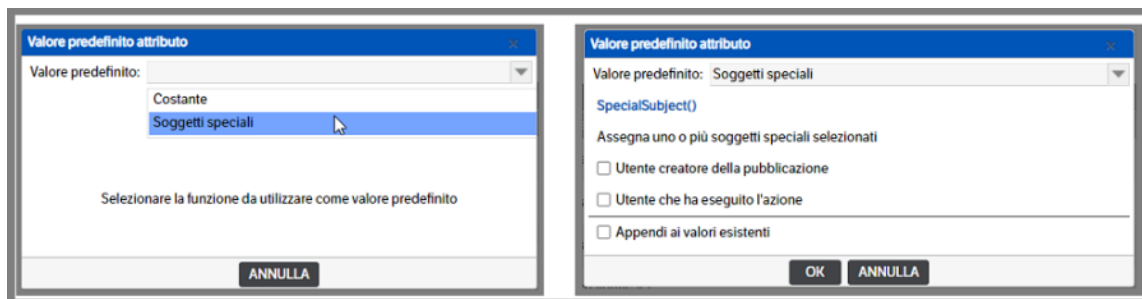 Valore predefinito attributo
Valore predefinito:
Costante
Soggetti speciali
Selezionare la funzione da utilizzare come valore predefinito
ANNULLA
Valore predefinito attributo
Valore predefinito: Soggetti speciali
SpecialSubject()
Assegna uno o più soggetti speciali selezionati
Utente creatore della pubblicazione
Utente che ha eseguito l'azione
Appendi ai valori esistenti
OK ANNULLA